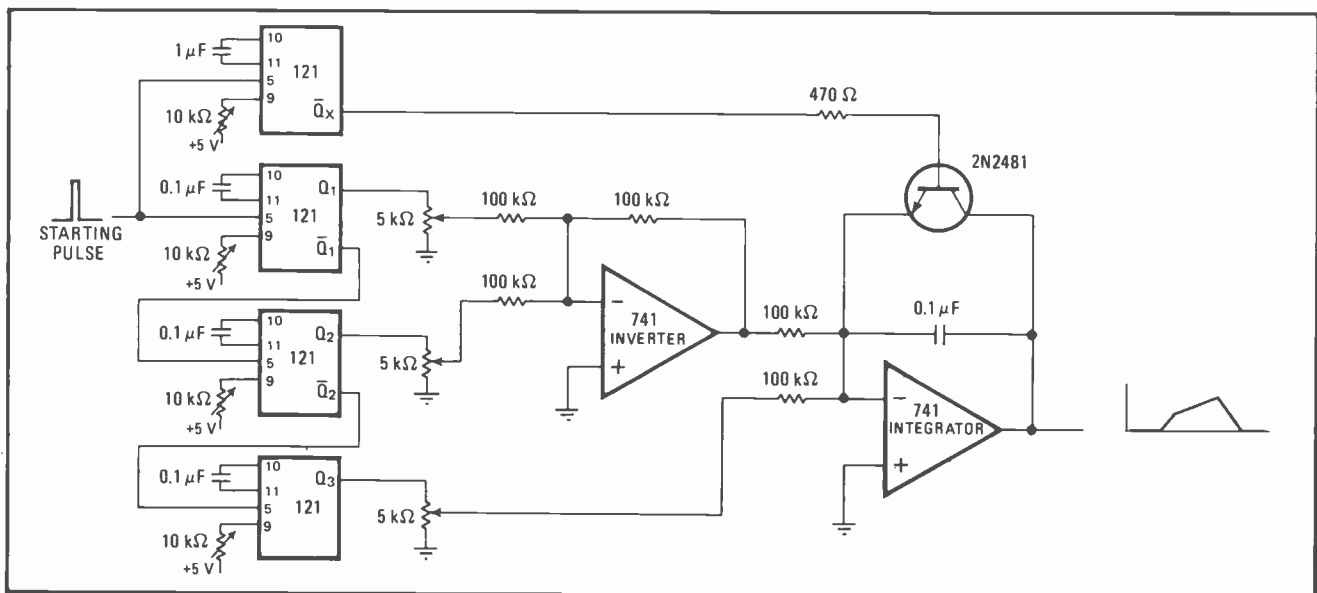 1 μF
10
11
5
9
121
Q̄X
10 kΩ
+5 V
470 Ω
2N2481
0.1 μF
10
11
5
9
121
Q1
Q̄1
10 kΩ
+5 V
STARTING
PULSE
5 kΩ
100 kΩ
100 kΩ
0.1 μF
10
11
5
9
121
Q2
Q̄2
10 kΩ
+5 V
5 kΩ
100 kΩ
−
741
INVERTER
+
100 kΩ
0.1 μF
100 kΩ
−
741
INTEGRATOR
+
0.1 μF
10
11
5
9
121
Q3
10 kΩ
+5 V
5 kΩ